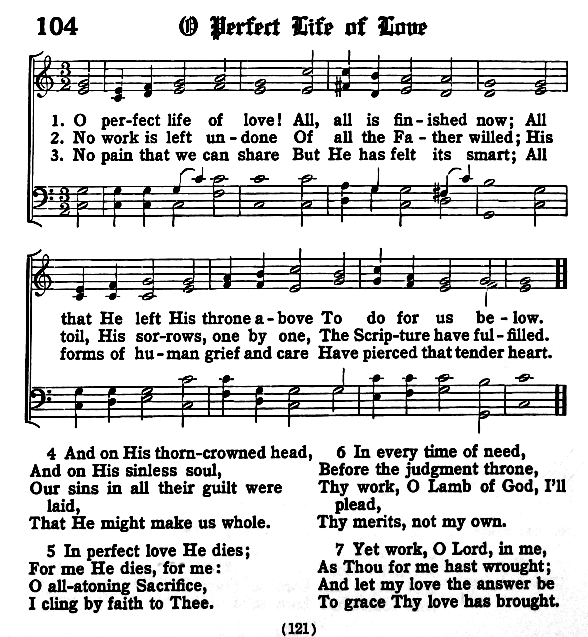 104 O Perfect Life of Love
1. O per-fect life of love! All, all is fin-ished now; All
2. No work is left un-done Of all the Fa-ther willed; His
3. No pain that we can share But He has felt its smart; All
that He left His throne a-bove To do for us be-low.
toil, His sor-rows, one by one, The Scrip-ture have ful-filled.
forms of hu-man grief and care Have pierced that tender heart.
4 And on His thorn-crowned head,
And on His sinless soul,
Our sins in all their guilt were
laid,
That He might make us whole.
5 In perfect love He dies;
For me He dies, for me:
O all-atoning Sacrifice,
I cling by faith to Thee.
6 In every time of need,
Before the judgment throne,
Thy work, O Lamb of God, I'll
plead,
Thy merits, not my own.
7 Yet work, O Lord, in me,
As Thou for me hast wrought;
And let my love the answer be
To grace Thy love has brought.
(121)